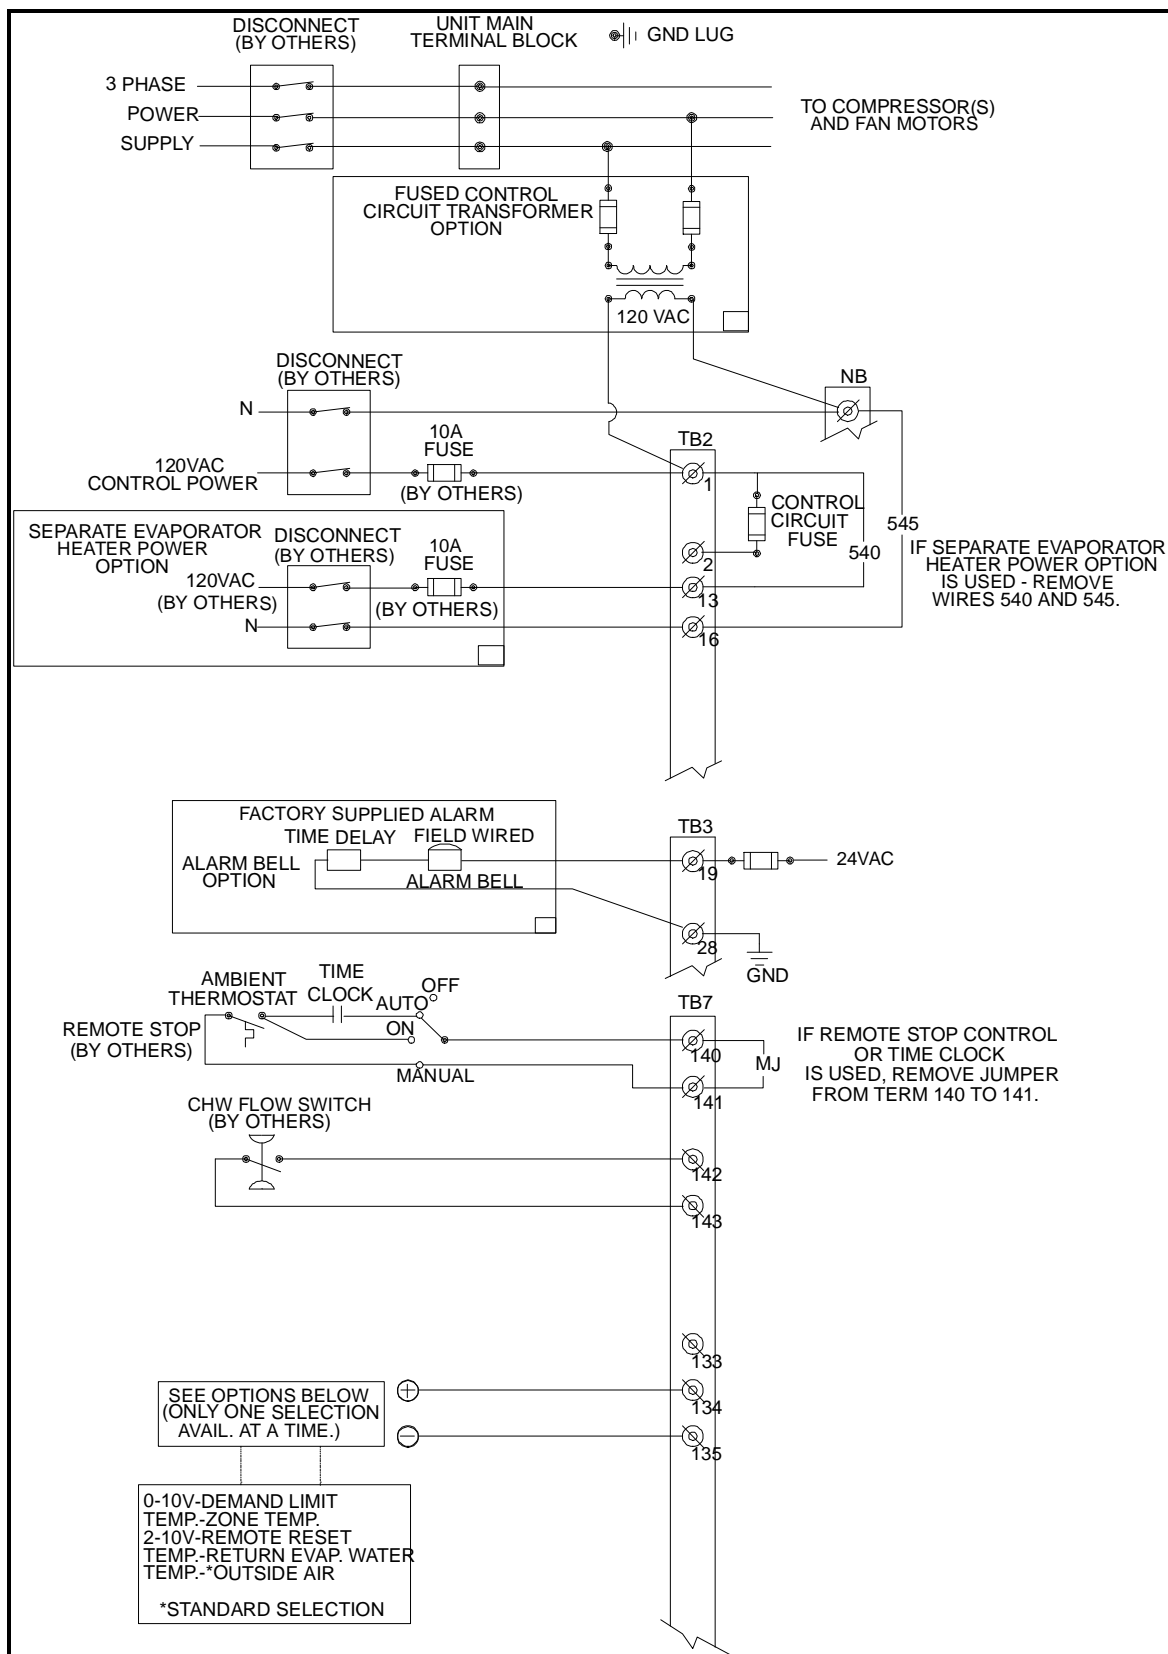 DISCONNECT
(BY OTHERS)
UNIT MAIN
TERMINAL BLOCK
GND LUG
3 PHASE
POWER
SUPPLY
TO COMPRESSOR(S)
AND FAN MOTORS
FUSED CONTROL
CIRCUIT TRANSFORMER
OPTION
120 VAC
DISCONNECT
(BY OTHERS)
NB
N
10A
FUSE
TB2
120VAC
CONTROL POWER
(BY OTHERS)
1
CONTROL
CIRCUIT
FUSE
545
540
SEPARATE EVAPORATOR
HEATER POWER
OPTION
DISCONNECT
(BY OTHERS)
10A
FUSE
2
IF SEPARATE EVAPORATOR
HEATER POWER OPTION
IS USED - REMOVE
WIRES 540 AND 545.
120VAC
(BY OTHERS)
(BY OTHERS)
13
N
16
FACTORY SUPPLIED ALARM
TIME DELAY
FIELD WIRED
ALARM BELL
OPTION
ALARM BELL
TB3
19
24VAC
28
GND
AMBIENT
THERMOSTAT
TIME
CLOCK
OFF
AUTO
ON
REMOTE STOP
(BY OTHERS)
MANUAL
TB7
140
MJ
141
IF REMOTE STOP CONTROL
OR TIME CLOCK
IS USED, REMOVE JUMPER
FROM TERM 140 TO 141.
CHW FLOW SWITCH
(BY OTHERS)
142
143
133
SEE OPTIONS BELOW
(ONLY ONE SELECTION
AVAIL. AT A TIME.)
134
135
0-10V-DEMAND LIMIT
TEMP.-ZONE TEMP.
2-10V-REMOTE RESET
TEMP.-RETURN EVAP. WATER
TEMP.-*OUTSIDE AIR
*STANDARD SELECTION